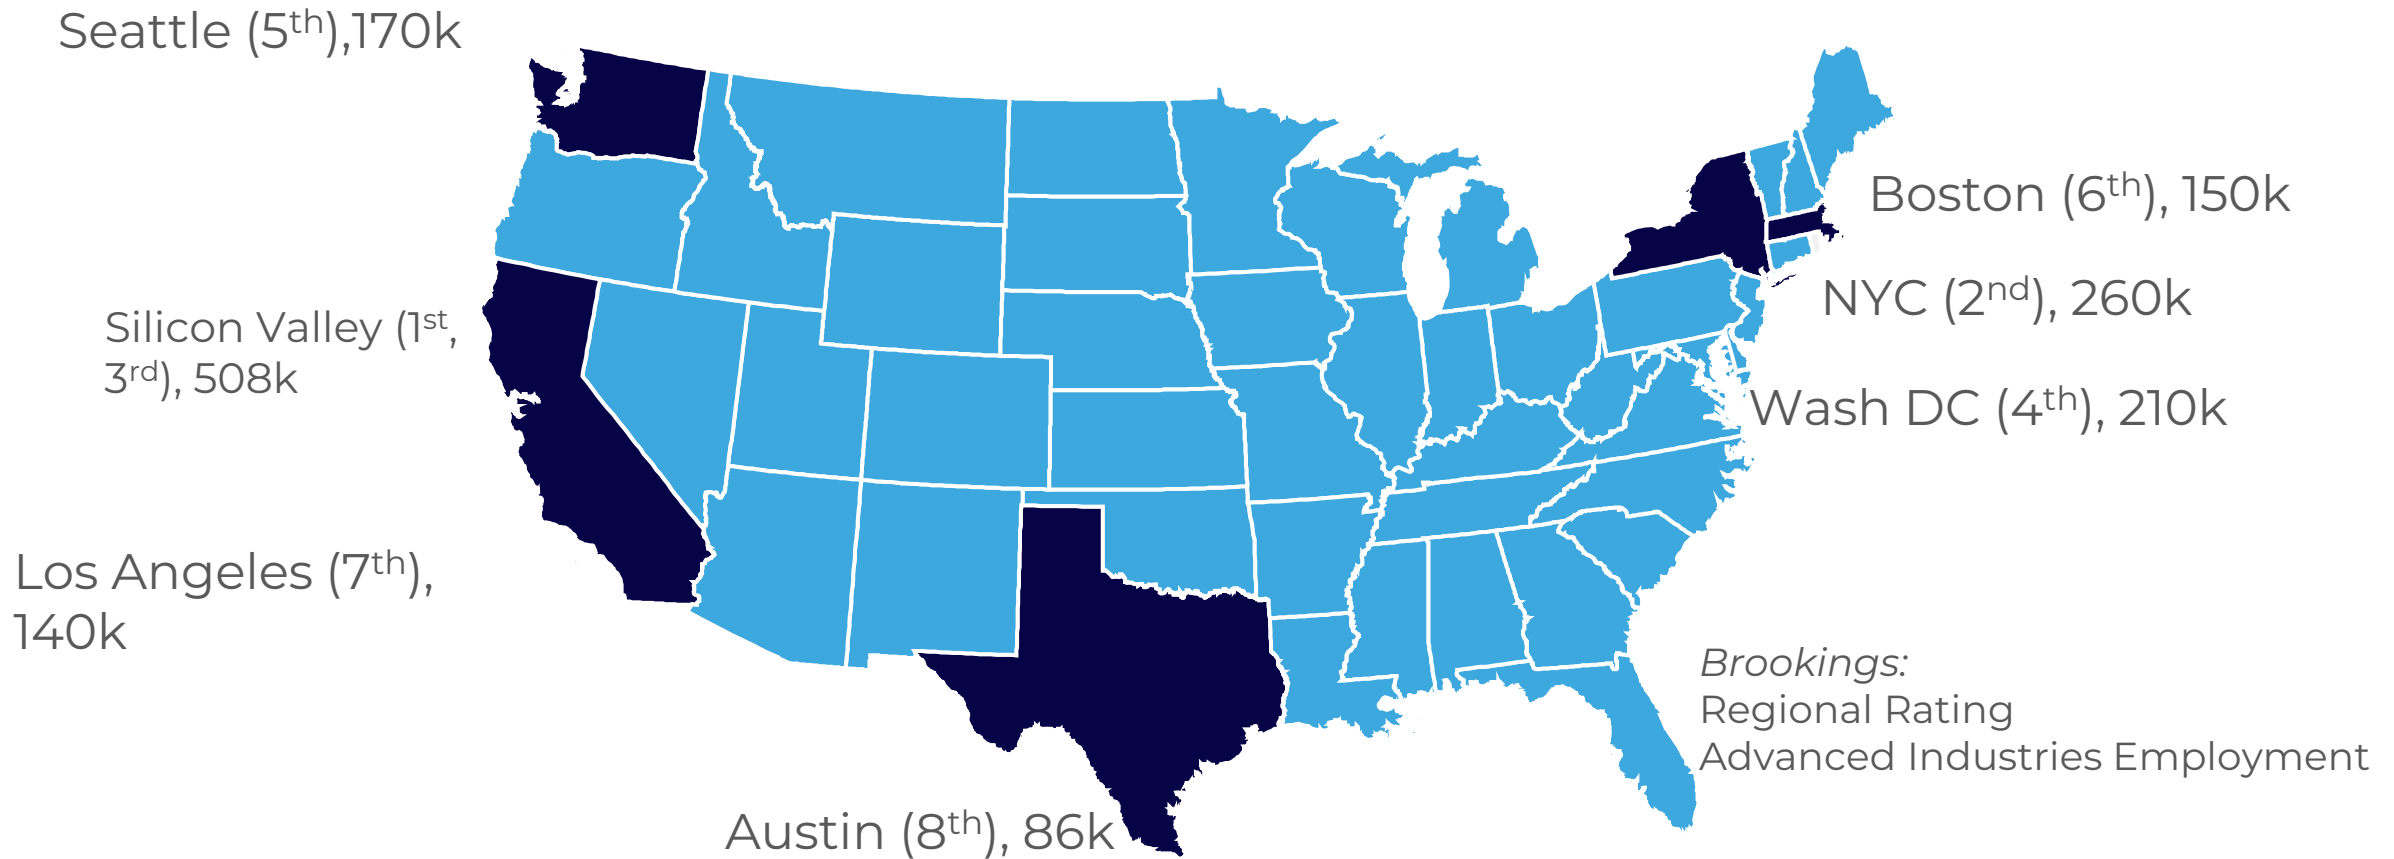 Seattle (5th),170k
Boston (6th), 150k
NYC (2nd), 260k
Silicon Valley (1st,
3rd), 508k
Wash DC (4th), 210k
Los Angeles (7th),
140k
Brookings:
Regional Rating
Advanced Industries Employment
Austin (8th), 86k